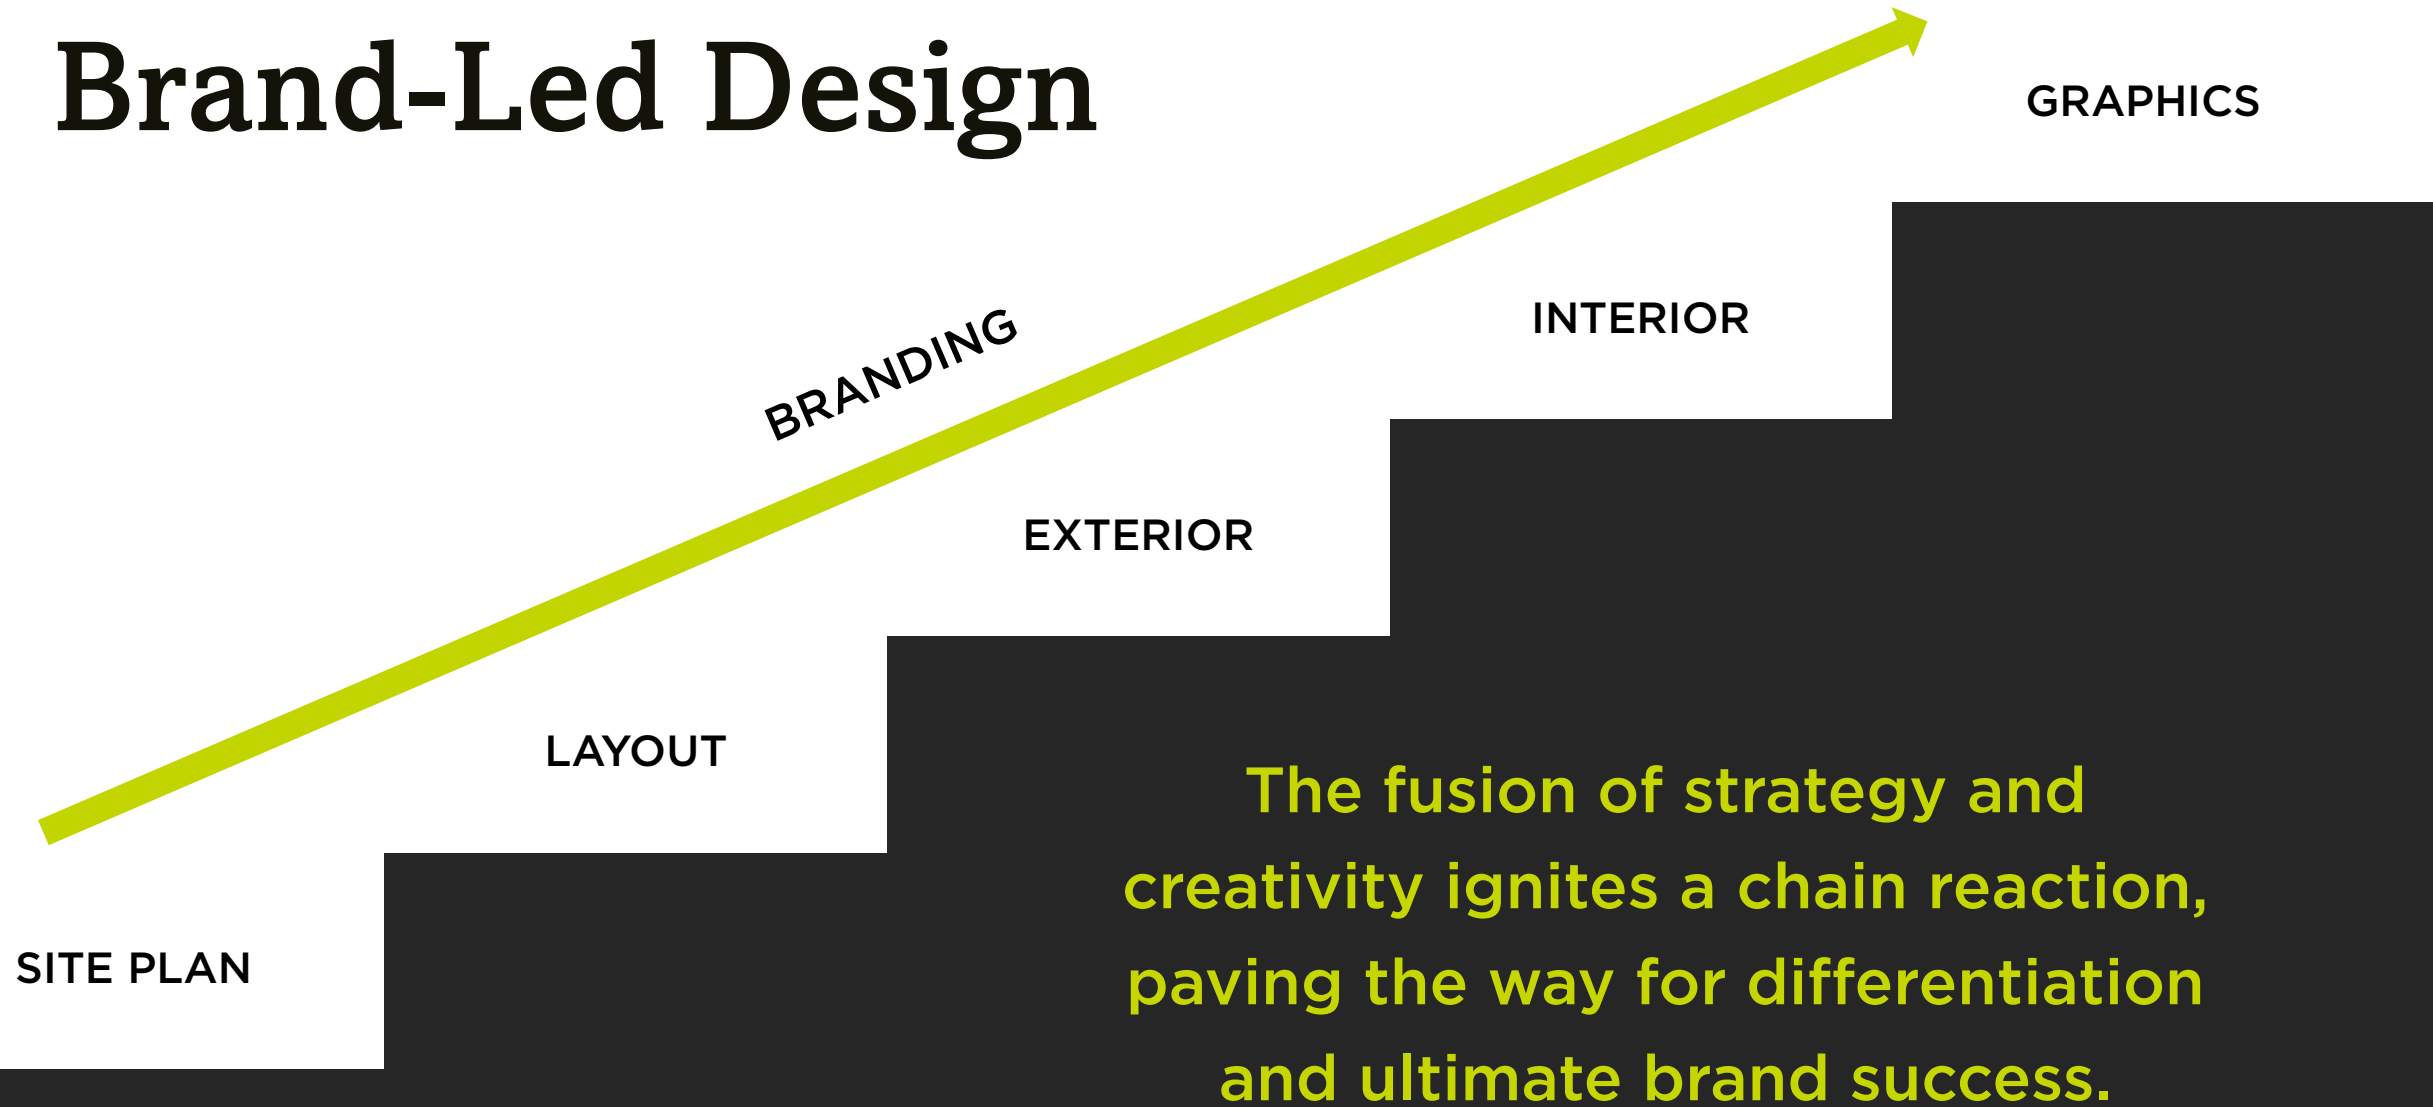 Brand-Led Design
GRAPHICS
INTERIOR
BRANDING
EXTERIOR
LAYOUT
SITE PLAN
The fusion of strategy and
creativity ignites a chain reaction,
paving the way for differentiation
and ultimate brand success.